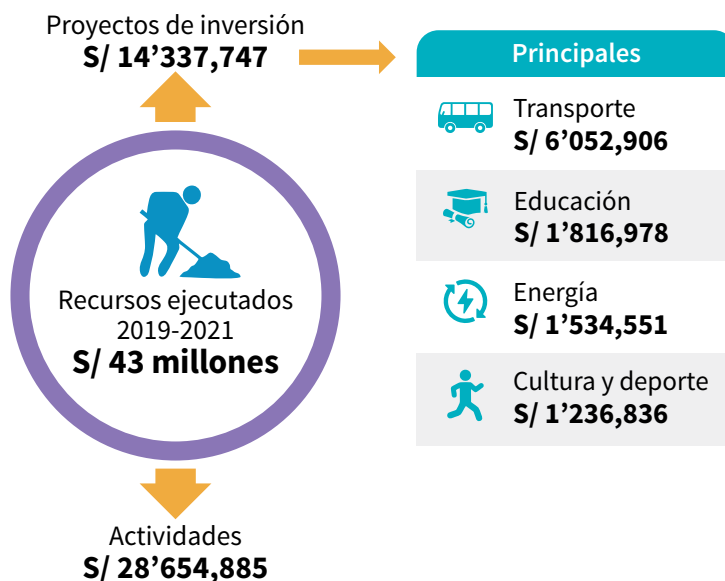 Proyectos de inversión
S/ 14’337,747
Recursos ejecutados
2019-2021
S/ 43 millones
Actividades
S/ 28’654,885
Principales
Transporte
S/ 6’052,906
Educación
S/ 1’816,978
Energía
S/ 1’534,551
Cultura y deporte
S/ 1’236,836